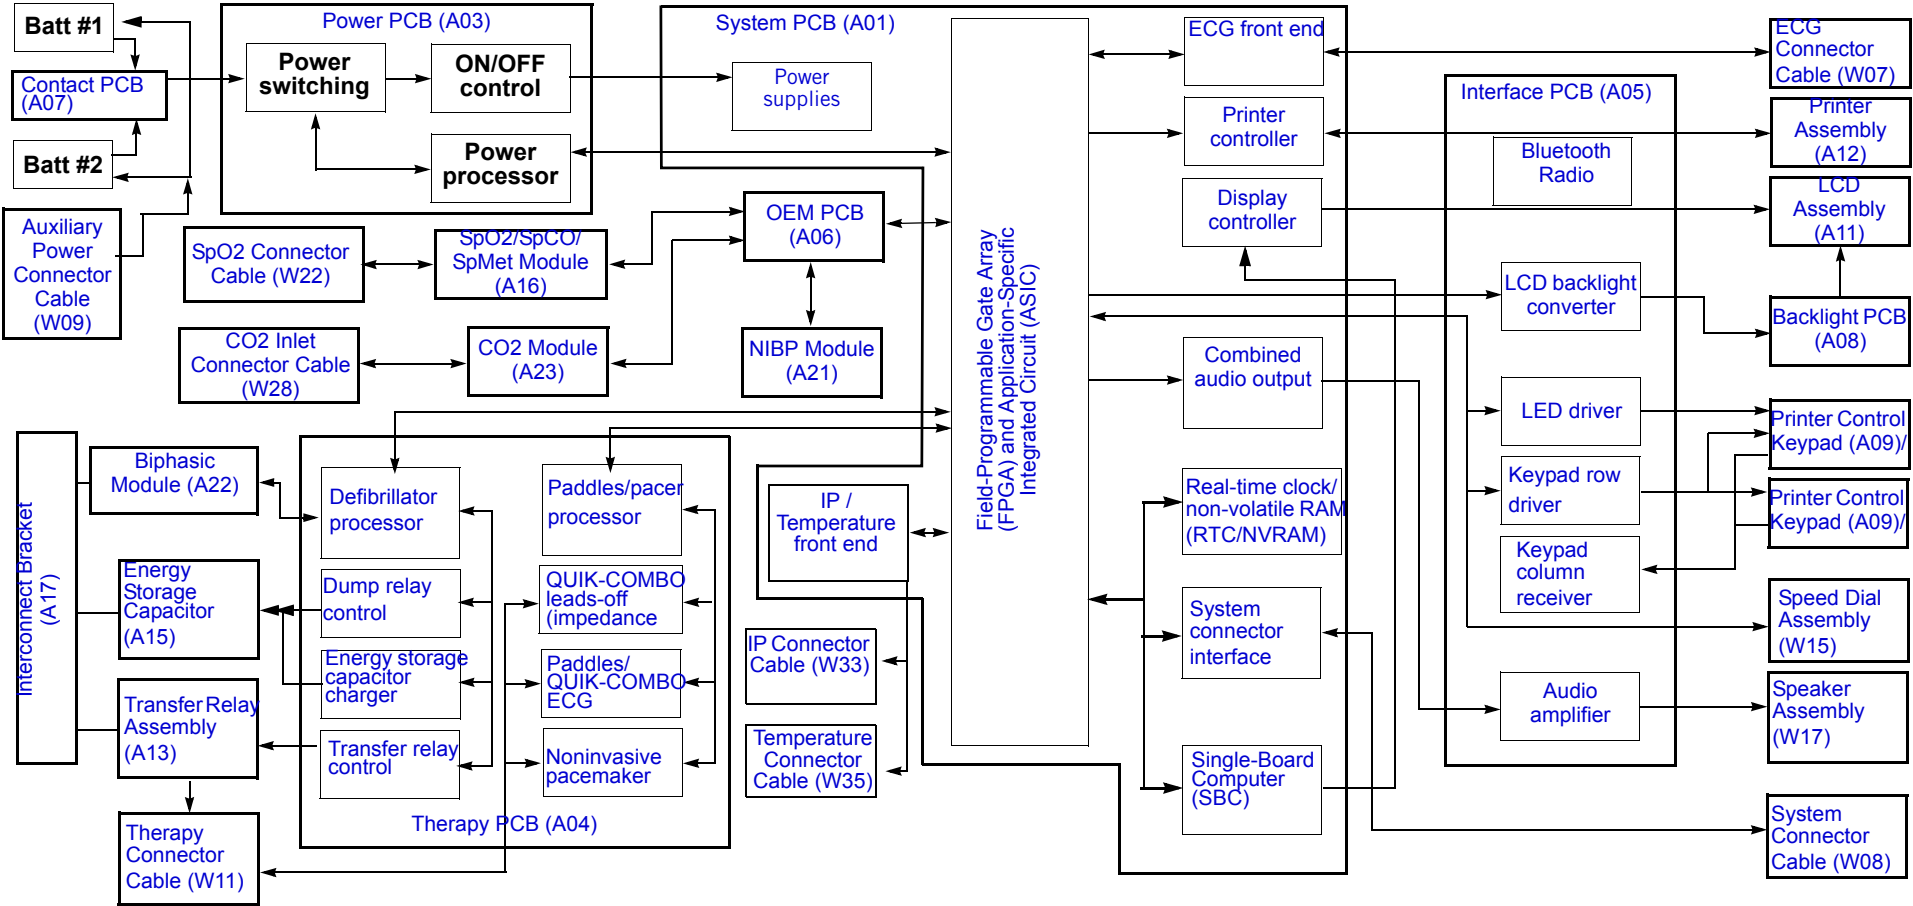 Batt #1
Contact PCB
(A07)
Batt #2
Auxiliary
Power
Connector
Cable
(W09)
Power PCB (A03)
Power
switching
ON/OFF
control
Power
processor
System PCB (A01)
Power
supplies
SpO2 Connector
Cable (W22)
SpO2/SpCO/
SpMet Module
(A16)
OEM PCB
(A06)
CO2 Inlet
Connector Cable
(W28)
CO2 Module
(A23)
NIBP Module
(A21)
Interconnect Bracket
(A17)
Biphasic
Module (A22)
Energy
Storage
Capacitor
(A15)
Transfer Relay
Assembly
(A13)
Therapy
Connector
Cable (W11)
Defibrillator
processor
Dump relay
control
Energy storage
capacitor
charger
Transfer relay
control
Paddles/pacer
processor
QUIK-COMBO
leads-off
(impedance
Paddles/
QUIK-COMBO
ECG
Noninvasive
pacemaker
Therapy PCB (A04)
IP /
Temperature
front end
IP Connector
Cable (W33)
Temperature
Connector
Cable (W35)
Field-Programmable Gate Array
(FPGA) and Application-Specific
Integrated Circuit (ASIC)
ECG front end
Printer
controller
Display
controller
Combined
audio output
Real-time clock/
non-volatile RAM
(RTC/NVRAM)
System
connector
interface
Single-Board
Computer
(SBC)
Interface PCB (A05)
Bluetooth
Radio
LCD backlight
converter
LED driver
Keypad row
driver
Keypad
column
receiver
Audio
amplifier
ECG
Connector
Cable (W07)
Printer
Assembly
(A12)
LCD
Assembly
(A11)
Backlight PCB
(A08)
Printer Control
Keypad (A09)/
Printer Control
Keypad (A09)/
Speed Dial
Assembly
(W15)
Speaker
Assembly
(W17)
System
Connector
Cable (W08)